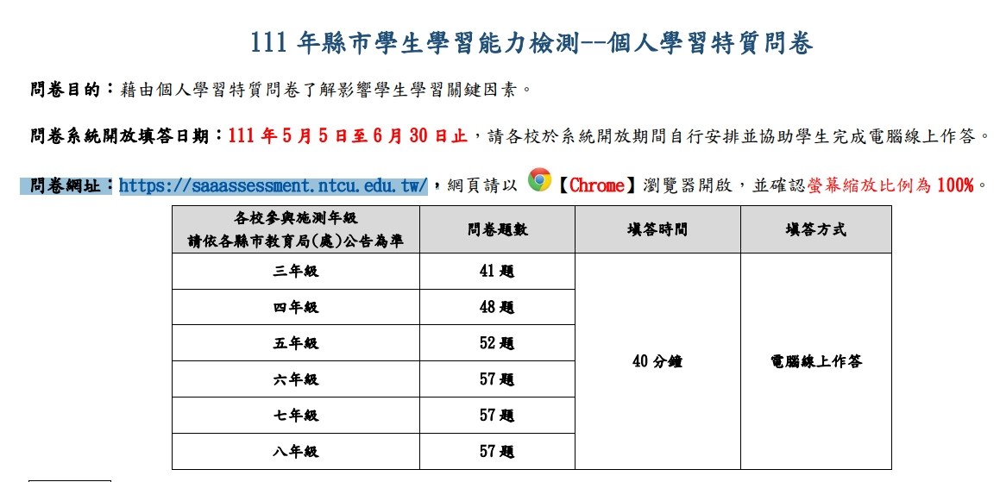 111 年縣市學生學習能力檢測--個人學習特質問卷
問卷目的：藉由個人學習特質問卷了解影響學生學習關鍵因素。
問卷系統開放填答日期：111 年 5 月 5 日至 6 月 30 日止，請各校於系統開放期間自行安排並協助學生完成電腦線上作答。
問卷網址：https://saaassessment.ntcu.edu.tw/，網頁請以【Chrome】瀏覽器開啟，並確認螢幕縮放比例為 100%。
各校參與施測年級
請依各縣市教育局(處)公告為準
問卷題數
填答時間
填答方式
三年級
41 題
四年級
48 題
五年級
52 題
40 分鐘
電腦線上作答
六年級
57 題
七年級
57 題
八年級
57 題